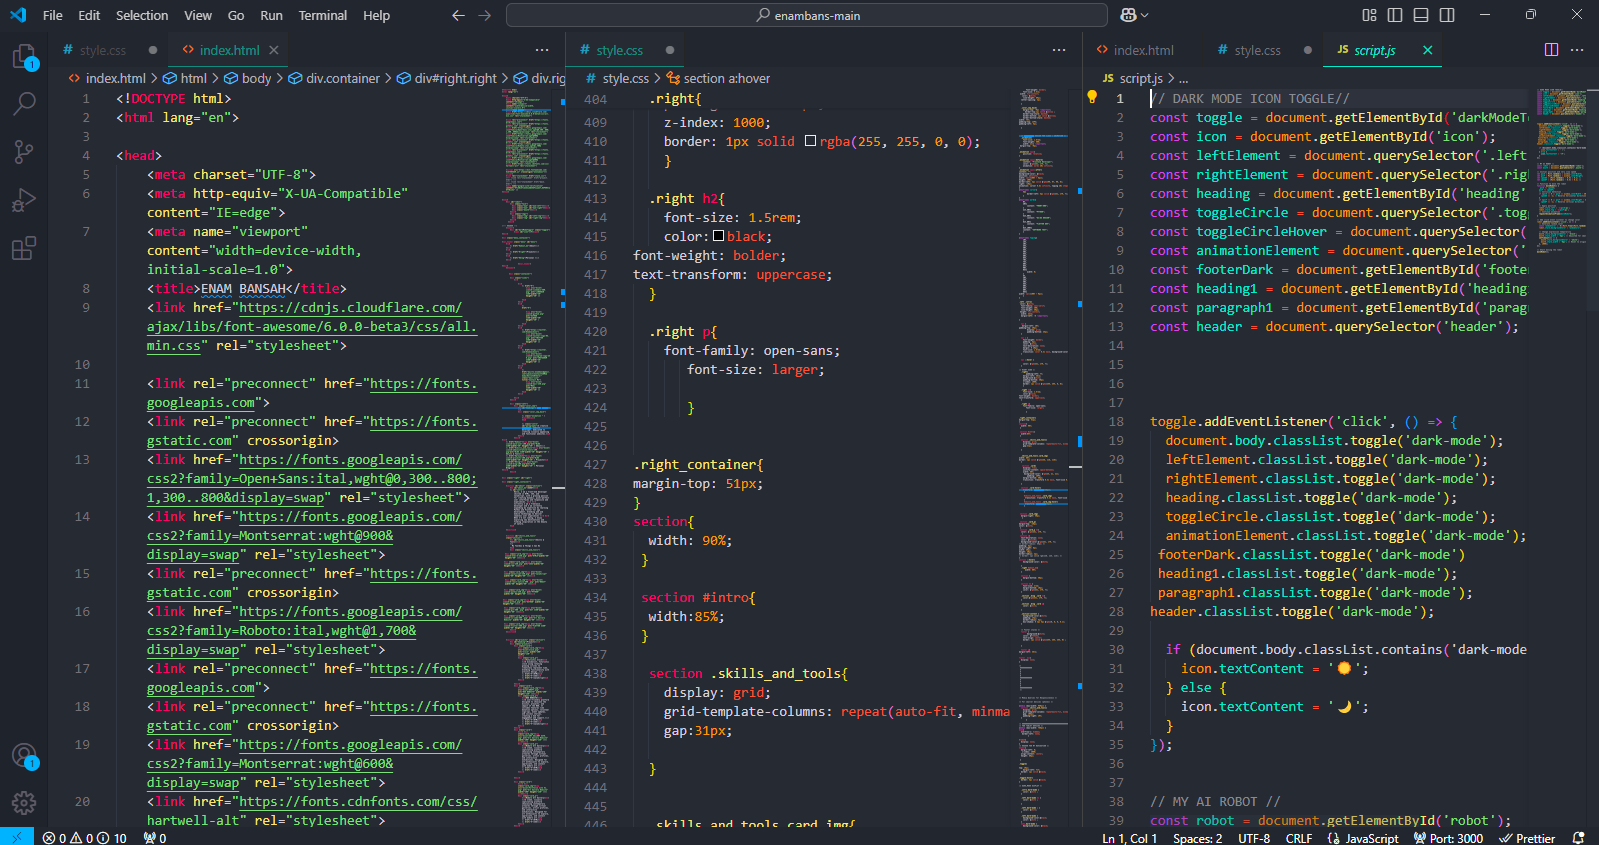 File Edit Selection View Go Run Terminal Help
enambans-main
style.css
index.html
style.css
index.html
style.css
script.js
index.html > html > body > div.container > div#right.right > div.rig
style.css > section a:hover
script.js > ...
1 <!DOCTYPE html>
2 <html lang="en">
3
4 <head>
5 <meta charset="UTF-8">
6 <meta http-equiv="X-UA-Compatible"
content="IE=edge">
7 <meta name="viewport"
content="width=device-width,
initial-scale=1.0">
8 <title>ENAM BANSAH</title>
9 <link href="https://cdnjs.cloudflare.com/
ajax/libs/font-awesome/6.0.0-beta3/css/all.
min.css" rel="stylesheet">
10
11 <link rel="preconnect" href="https://fonts.
googleapis.com">
12 <link rel="preconnect" href="https://fonts.
gstatic.com" crossorigin>
13 <link href="https://fonts.googleapis.com/
css2?family=Open+Sans:ital,wght@0,300..800;
1,300..800&display=swap" rel="stylesheet">
14 <link href="https://fonts.googleapis.com/
css2?family=Montserrat:wght@900&
display=swap" rel="stylesheet">
15 <link rel="preconnect" href="https://fonts.
gstatic.com" crossorigin>
16 <link href="https://fonts.googleapis.com/
css2?family=Roboto:ital,wght@1,700&
display=swap" rel="stylesheet">
17 <link rel="preconnect" href="https://fonts.
googleapis.com">
18 <link rel="preconnect" href="https://fonts.
gstatic.com" crossorigin>
19 <link href="https://fonts.googleapis.com/
css2?family=Montserrat:wght@600&
display=swap" rel="stylesheet">
20 <link href="https://fonts.cdnfonts.com/css/
hartwell-alt" rel="stylesheet">
404 .right{
409 z-index: 1000;
410 border: 1px solid rgba(255, 255, 0, 0);
411 }
412
413 .right h2{
414 font-size: 1.5rem;
415 color: black;
416 font-weight: bolder;
417 text-transform: uppercase;
418 }
419
420 .right p{
421 font-family: open-sans;
422 font-size: larger;
423
424 }
425
426
427 .right_container{
428 margin-top: 51px;
429 }
430 section{
431 width: 90%;
432 }
433
434 section #intro{
435 width:85%;
436 }
437
438 section .skills_and_tools{
439 display: grid;
440 grid-template-columns: repeat(auto-fit, minma
441 gap:31px;
442
443 }
444
445
446 .skills_and_tools_card img{
1 // DARK MODE ICON TOGGLE//
2 const toggle = document.getElementById('darkModeT
3 const icon = document.getElementById('icon');
4 const leftElement = document.querySelector('.left
5 const rightElement = document.querySelector('.rig
6 const heading = document.getElementById('heading'
7 const toggleCircle = document.querySelector('.tog
8 const toggleCircleHover = document.querySelector(
9 const animationElement = document.querySelector('
10 const footerDark = document.getElementById('foote
11 const heading1 = document.getElementById('heading
12 const paragraph1 = document.getElementById('parag
13 const header = document.querySelector('header');
14
15
16
17
18 toggle.addEventListener('click', () => {
19 document.body.classList.toggle('dark-mode');
20 leftElement.classList.toggle('dark-mode');
21 rightElement.classList.toggle('dark-mode');
22 heading.classList.toggle('dark-mode');
23 toggleCircle.classList.toggle('dark-mode');
24 animationElement.classList.toggle('dark-mode');
25 footerDark.classList.toggle('dark-mode')
26 heading1.classList.toggle('dark-mode');
27 paragraph1.classList.toggle('dark-mode');
28 header.classList.toggle('dark-mode');
29
30 if (document.body.classList.contains('dark-mode
31 icon.textContent = '🌞';
32 } else {
33 icon.textContent = '🌙';
34 }
35 });
36
37
38 // MY AI ROBOT //
39 const robot = document.getElementById('robot');
1
1
0 0 10 0
Ln 1, Col 1 Spaces: 2 UTF-8 CRLF {} JavaScript Port: 3000 Prettier